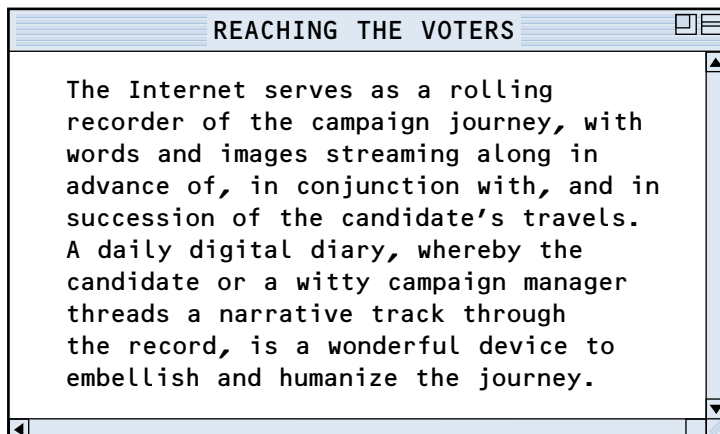 REACHING THE VOTERS
The Internet serves as a rolling
recorder of the campaign journey, with
words and images streaming along in
advance of, in conjunction with, and in
succession of the candidate's travels.
A daily digital diary, whereby the
candidate or a witty campaign manager
threads a narrative track through
the record, is a wonderful device to
embellish and humanize the journey.